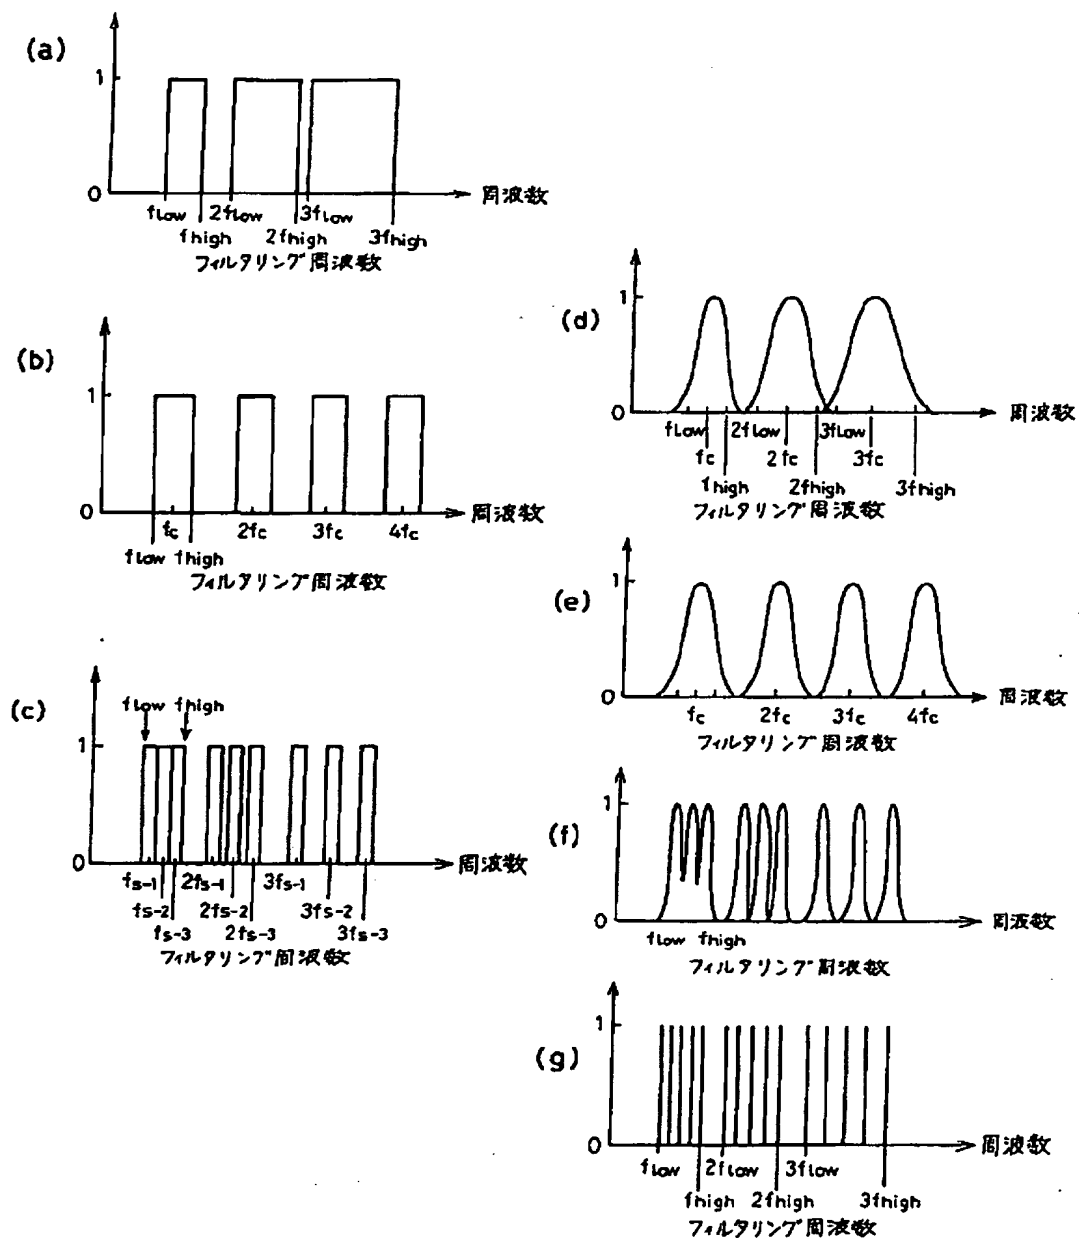 (a)
1
0
周波数
flow 2flow 3flow
fhigh 2fhigh 3fhigh
フィルタリング周波数
(b)
1
0
周波数
fc 2fc 3fc 4fc
flow fhigh
フィルタリング周波数
(c)
flow fhigh
1
0
周波数
fs-1 2fs-1 3fs-1
fs-2 2fs-2 3fs-2
fs-3 2fs-3 3fs-3
フィルタリング周波数
(d)
1
0
周波数
flow 2flow 3flow
fc 2fc 3fc
fhigh 2fhigh 3fhigh
フィルタリング周波数
(e)
1
0
周波数
fc 2fc 3fc 4fc
フィルタリング周波数
(f)
1
0
周波数
flow fhigh
フィルタリング周波数
(g)
1
0
周波数
flow 2flow 3flow
fhigh 2fhigh 3fhigh
フィルタリング周波数